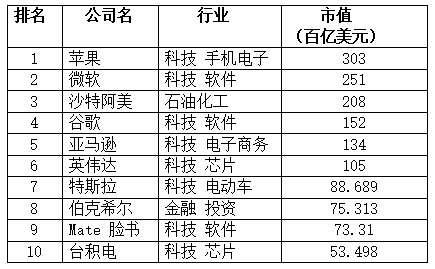 排名 公司名 行业 市值
(百亿美元)
1 苹果 科技 手机电子 303
2 微软 科技 软件 251
3 沙特阿美 石油化工 208
4 谷歌 科技 软件 152
5 亚马逊 科技 电子商务 134
6 英伟达 科技 芯片 105
7 特斯拉 科技 电动车 88.689
8 伯克希尔 金融 投资 75.313
9 Mate 脸书 科技 软件 73.31
10 台积电 科技 芯片 53.498